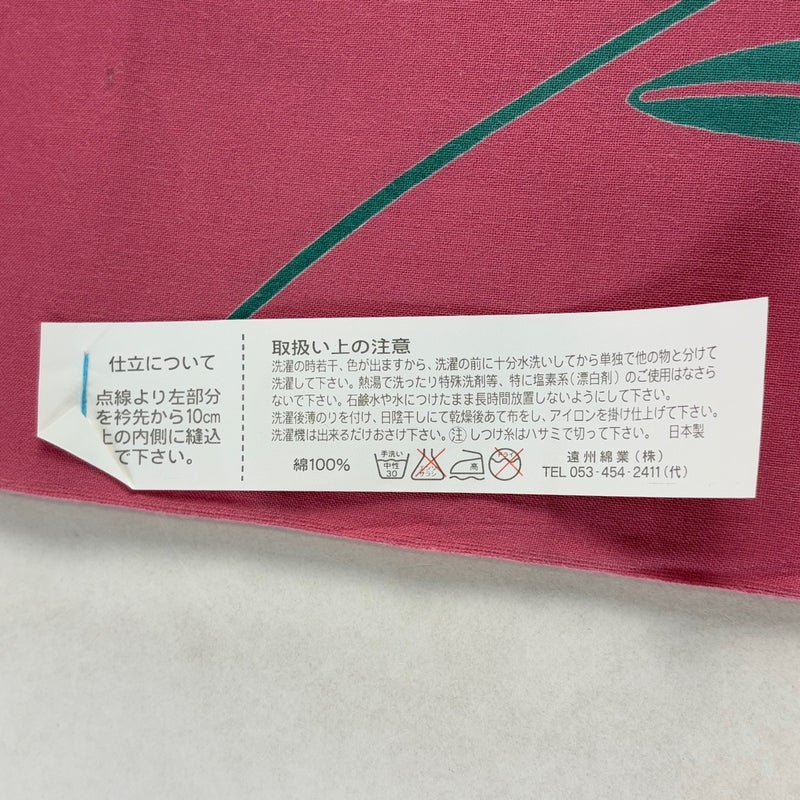 仕立について
点線より左部分
を衿先から10cm
上の内側に縫込
で下さい。
取扱い上の注意
洗濯の時若干、色が出ますから、洗濯の前に十分水洗いしてから単独で他の物と分けて
洗濯して下さい。熱湯で洗ったり特殊洗剤等、特に塩素系(漂白剤)のご使用はなさら
ないで下さい。石鹸水や水につけたまま長時間放置しないようにして下さい。
洗濯後薄のりを付け、日陰干しにて乾燥後あて布をし、アイロンを掛け仕上げて下さい。
洗濯機は出来るだけおさけ下さい。㊟しつけ糸はハサミで切って下さい。 日本製
綿100%
手洗い
中性
30
エンソ
サラシ
高
ドライ
遠州綿業(株)
TEL 053-454-2411(代)